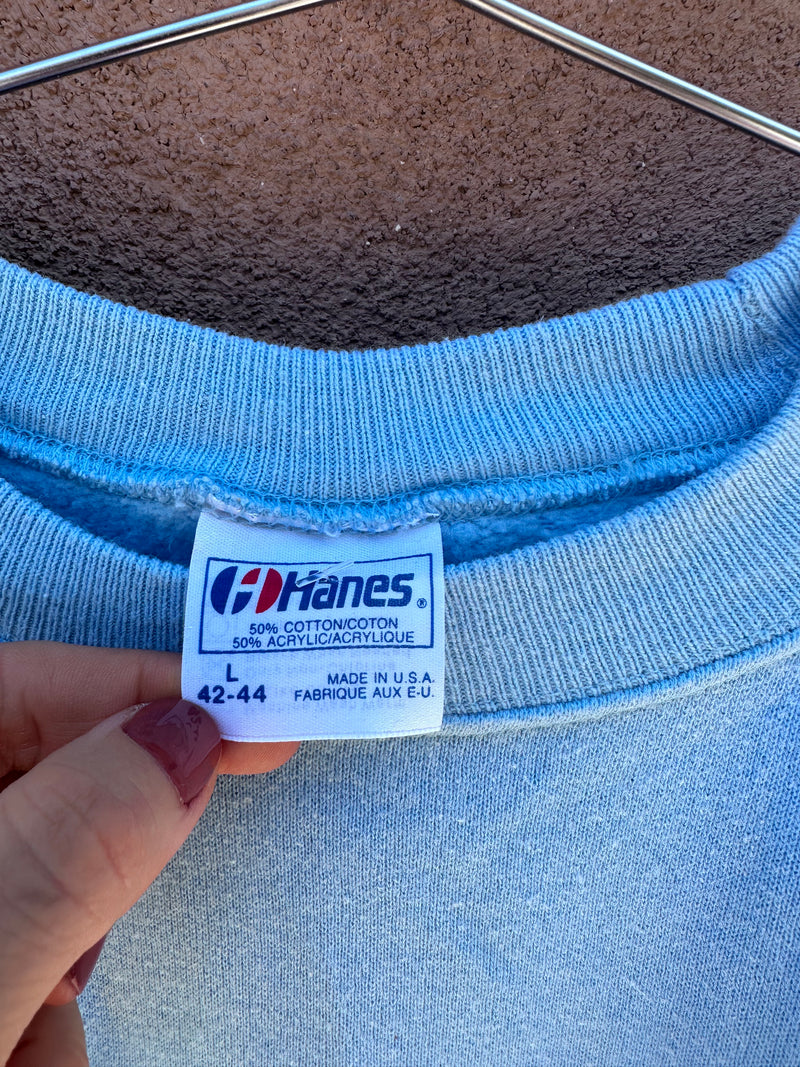 Hanes®
50% COTTON/COTON
50% ACRYLIC/ACRYLIQUE
L
42-44
MADE IN U.S.A.
FABRIQUE AUX E-U.